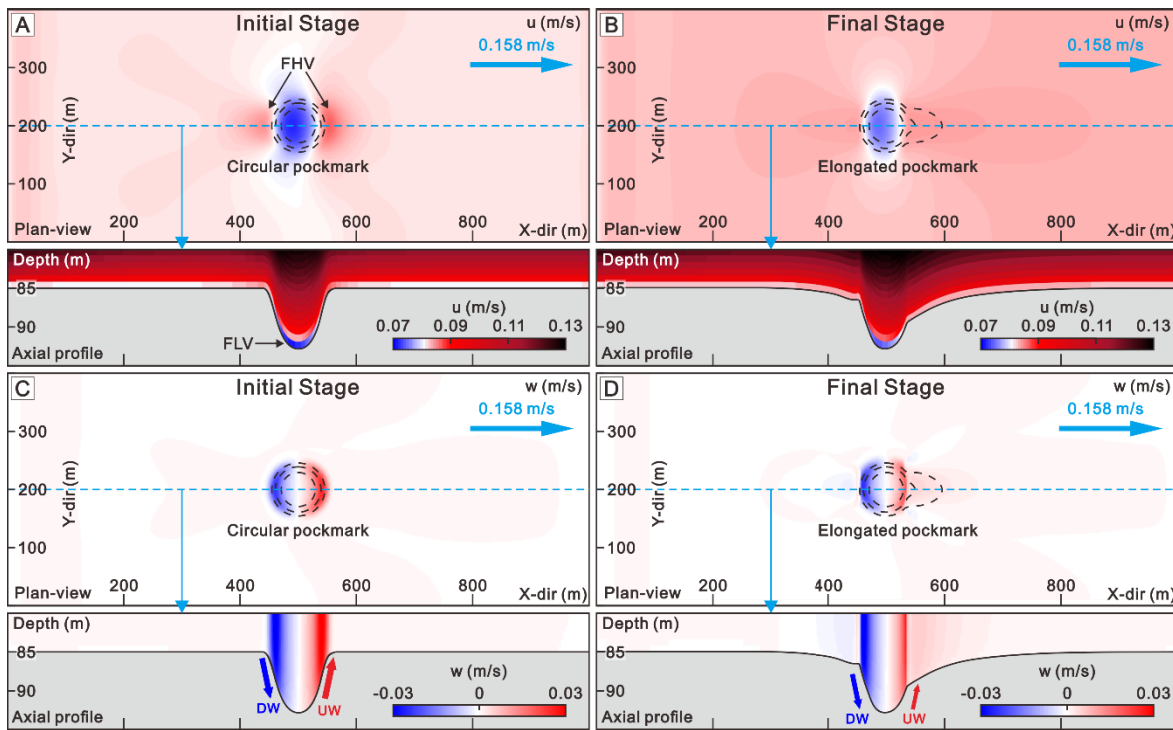 A
Initial Stage
u (m/s)
0.158 m/s
FHV
300
200
100
Y-dir (m)
Circular pockmark
Plan-view
200
400
600
800
X-dir (m)
Depth (m)
85
90
FLV
u (m/s)
0.07
0.09
0.11
0.13
Axial profile
B
Final Stage
u (m/s)
0.158 m/s
300
200
100
Y-dir (m)
Elongated pockmark
Plan-view
200
400
600
800
X-dir (m)
Depth (m)
85
90
u (m/s)
0.07
0.09
0.11
0.13
Axial profile
C
Initial Stage
w (m/s)
0.158 m/s
300
200
100
Y-dir (m)
Circular pockmark
Plan-view
200
400
600
800
X-dir (m)
Depth (m)
85
90
DW
UW
w (m/s)
-0.03
0
0.03
Axial profile
D
Final Stage
w (m/s)
0.158 m/s
300
200
100
Y-dir (m)
Elongated pockmark
Plan-view
200
400
600
800
X-dir (m)
Depth (m)
85
90
DW
UW
w (m/s)
-0.03
0
0.03
Axial profile